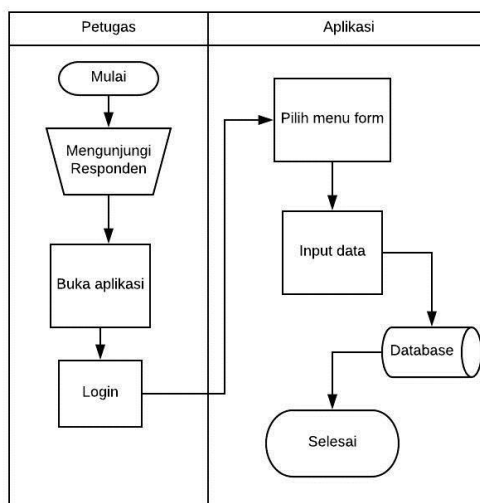 Petugas
Aplikasi
Mulai
Mengunjungi
Responden
Buka aplikasi
Login
Pilih menu form
Input data
Database
Selesai